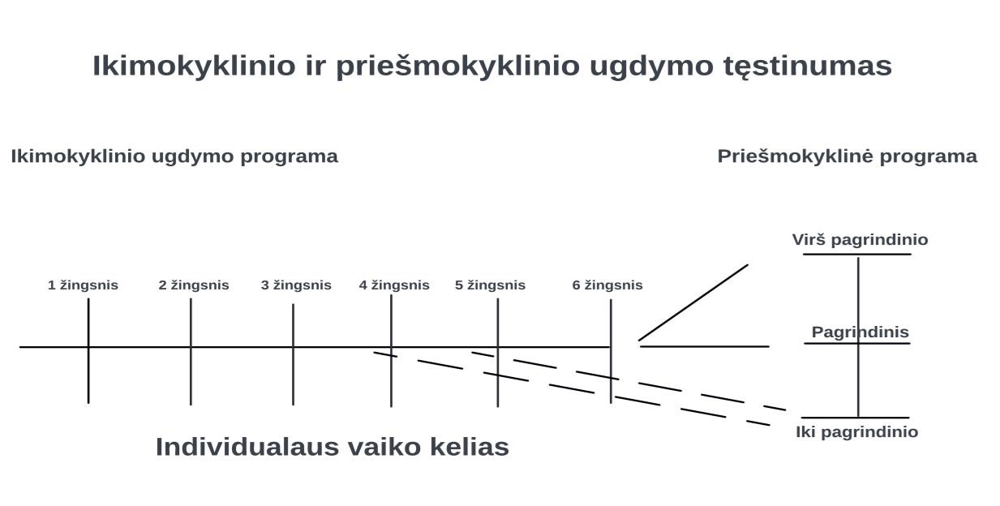 Ikimokyklinio ir priešmokyklinio ugdymo tęstinumas
Ikimokyklinio ugdymo programa
Priešmokyklinė programa
Virš pagrindinio
1 žingsnis
2 žingsnis
3 žingsnis
4 žingsnis
5 žingsnis
6 žingsnis
Pagrindinis
Iki pagrindinio
Individualaus vaiko kelias